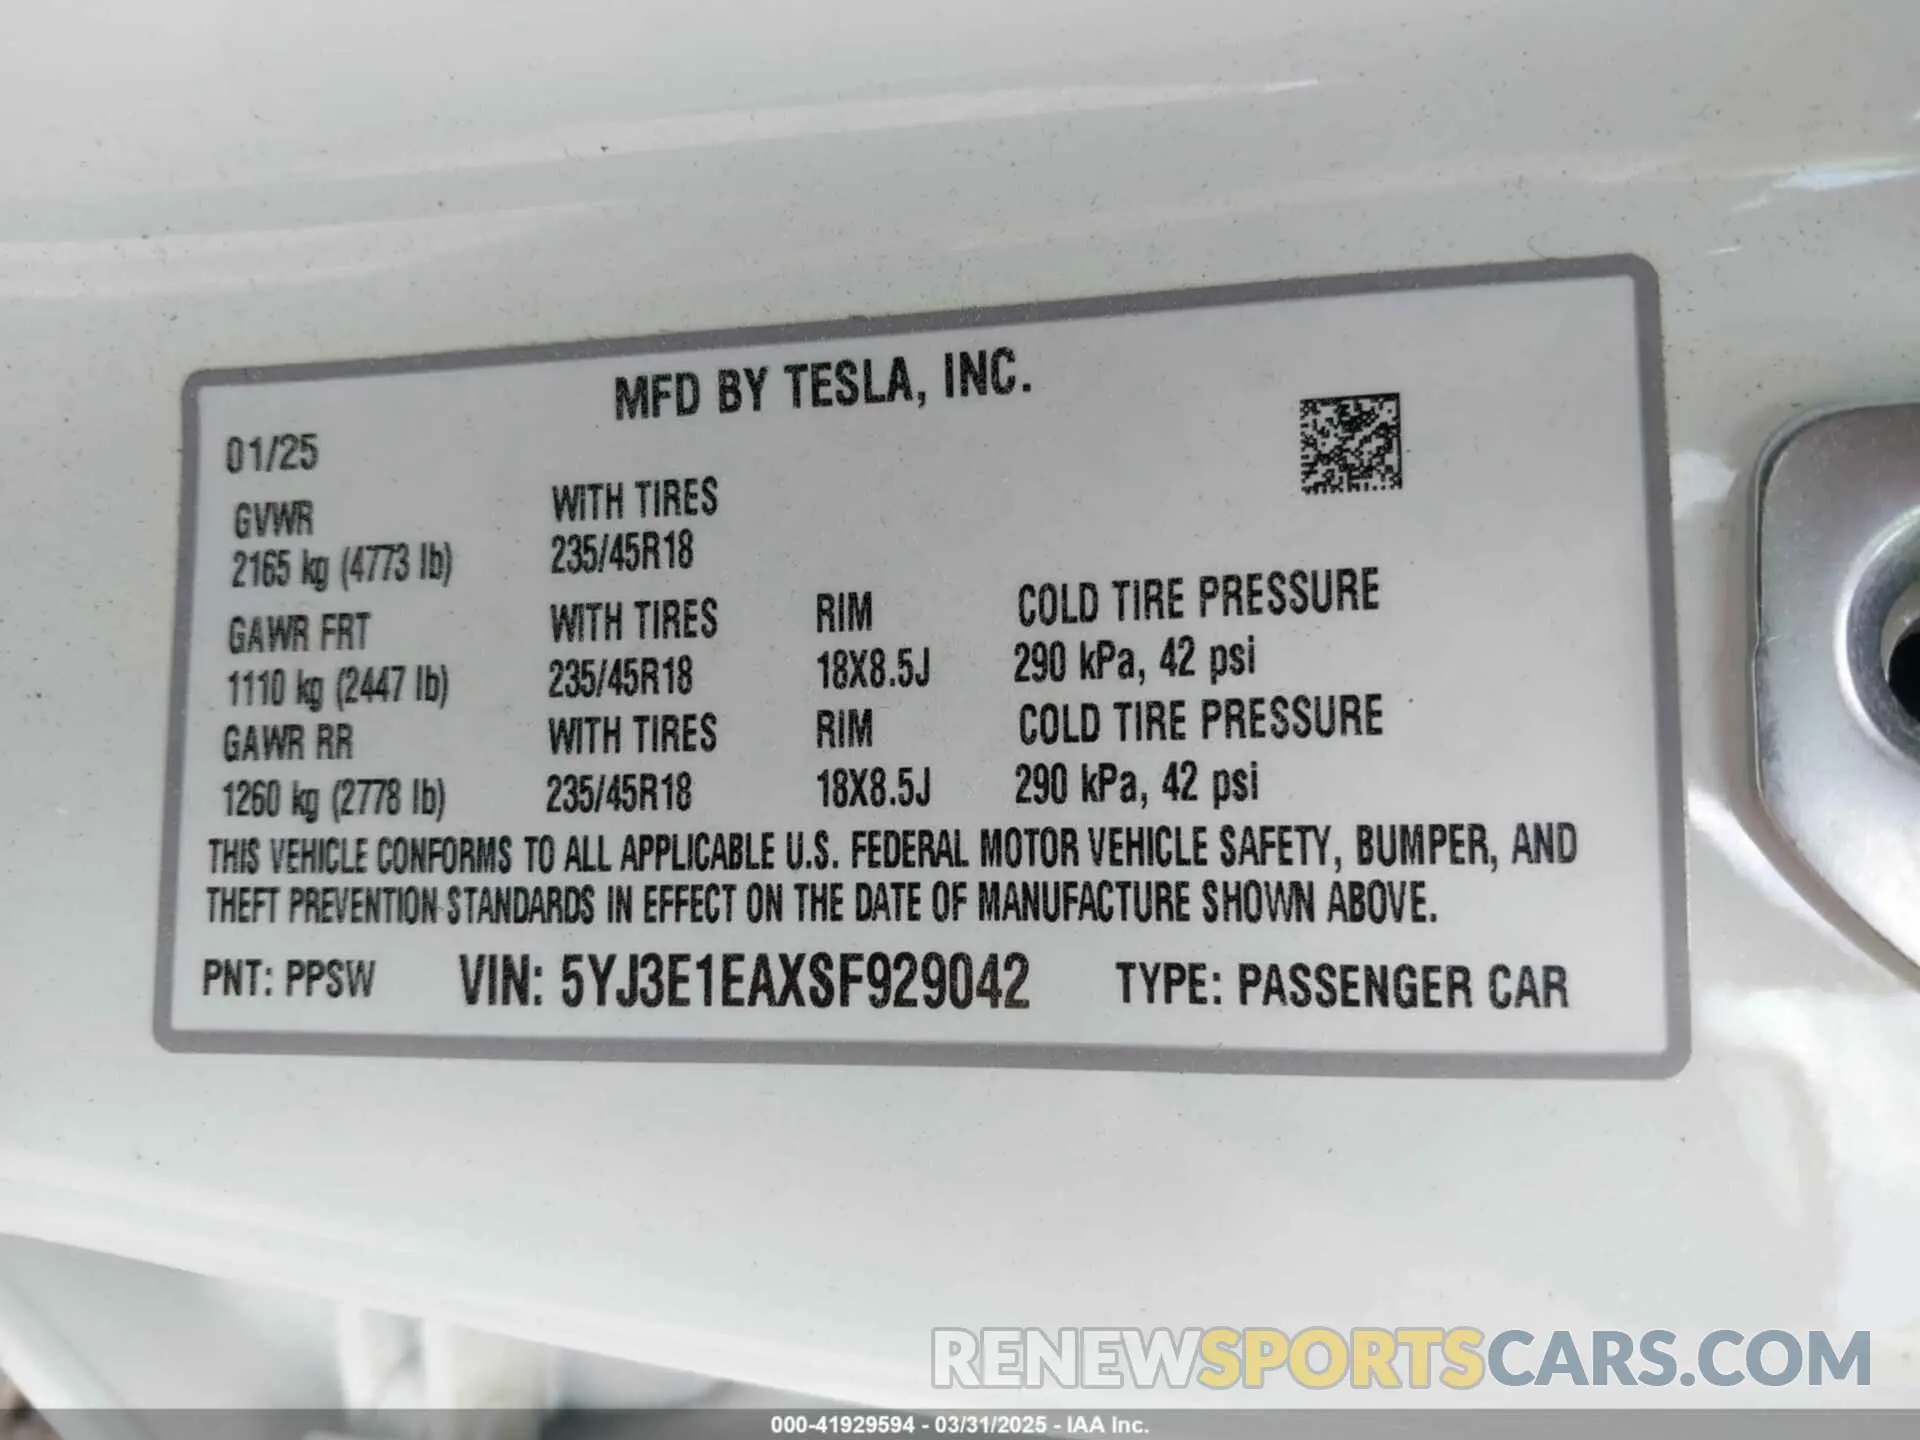 MFD BY TESLA, INC.
01/25
GVWR WITH TIRES
2165 kg (4773 lb) 235/45R18
GAWR FRT WITH TIRES RIM COLD TIRE PRESSURE
1110 kg (2447 lb) 235/45R18 18X8.5J 290 kPa, 42 psi
GAWR RR WITH TIRES RIM COLD TIRE PRESSURE
1260 kg (2778 lb) 235/45R18 18X8.5J 290 kPa, 42 psi
THIS VEHICLE CONFORMS TO ALL APPLICABLE U.S. FEDERAL MOTOR VEHICLE SAFETY, BUMPER, AND
THEFT PREVENTION STANDARDS IN EFFECT ON THE DATE OF MANUFACTURE SHOWN ABOVE.
PNT: PPSW VIN: 5YJ3E1EAXSF929042 TYPE: PASSENGER CAR
RENEWSPORTSCARS.COM
000-41929594 - 03/31/2025 - IAA Inc.